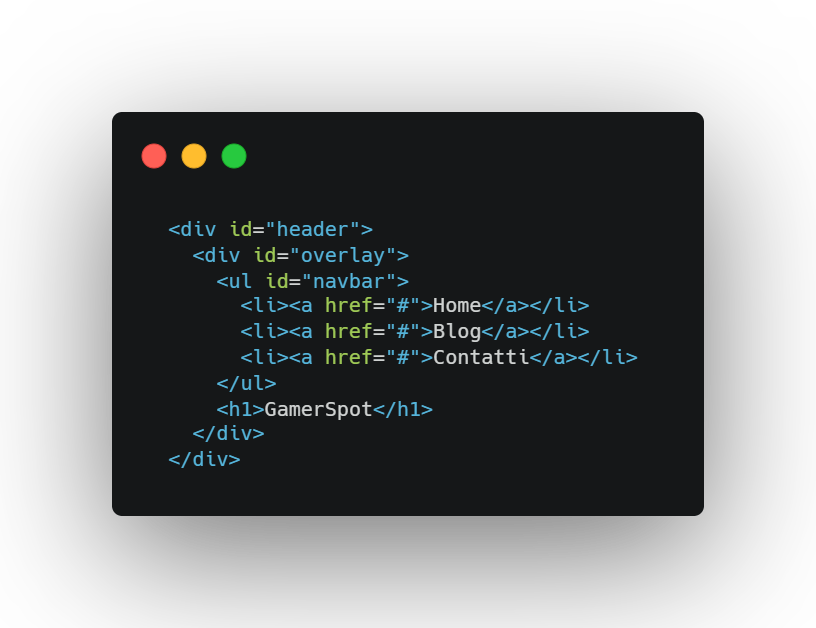 <div id="header">
  <div id="overlay">
    <ul id="navbar">
      <li><a href="#">Home</a></li>
      <li><a href="#">Blog</a></li>
      <li><a href="#">Contatti</a></li>
    </ul>
    <h1>GamerSpot</h1>
  </div>
</div>